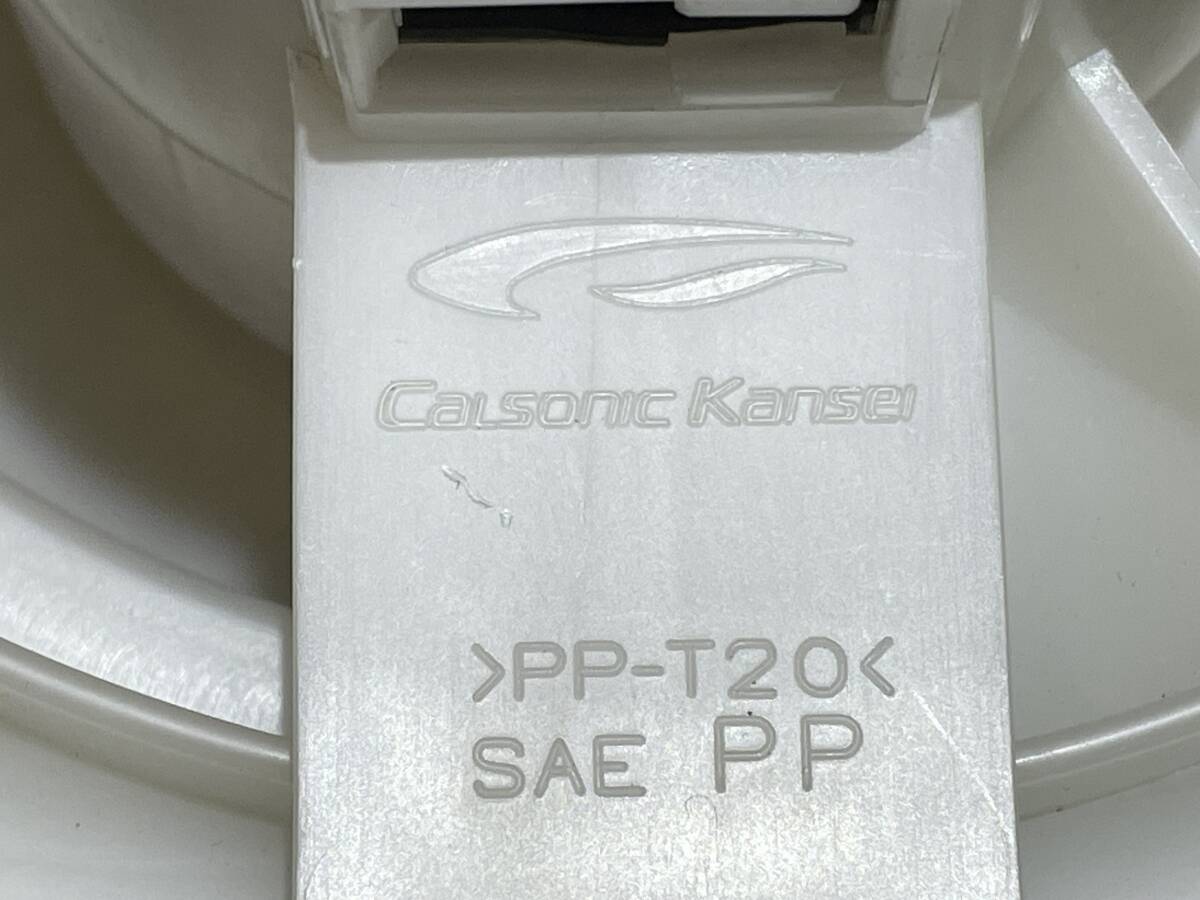 Calsonic Kansei
>PP-T20<
SAE PP